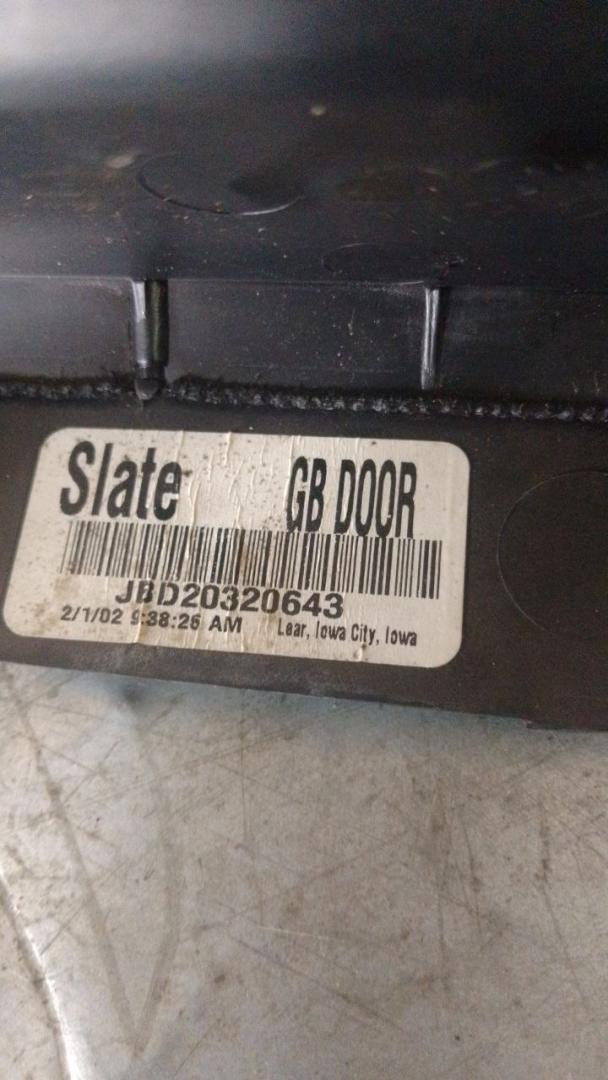 Slate GB DOOR
JBD20320643
2/1/02 9:38:26 AM Lear, Iowa City, Iowa